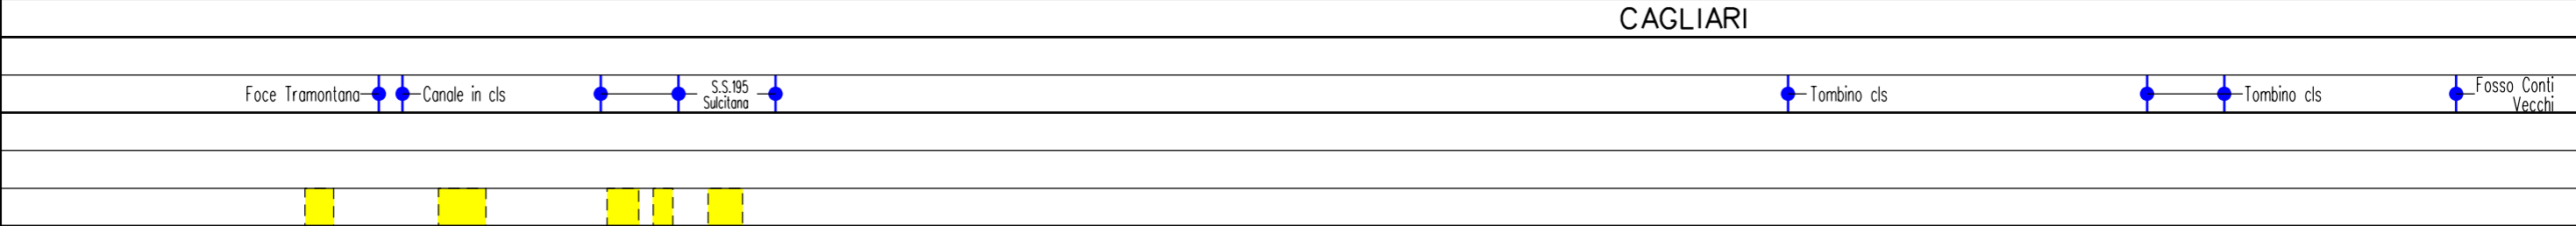 CAGLIARI
Foce Tramontana
Canale in cls
S.S.195
Sulcitana
Tombino cls
Tombino cls
Fosso Conti
Vecchi